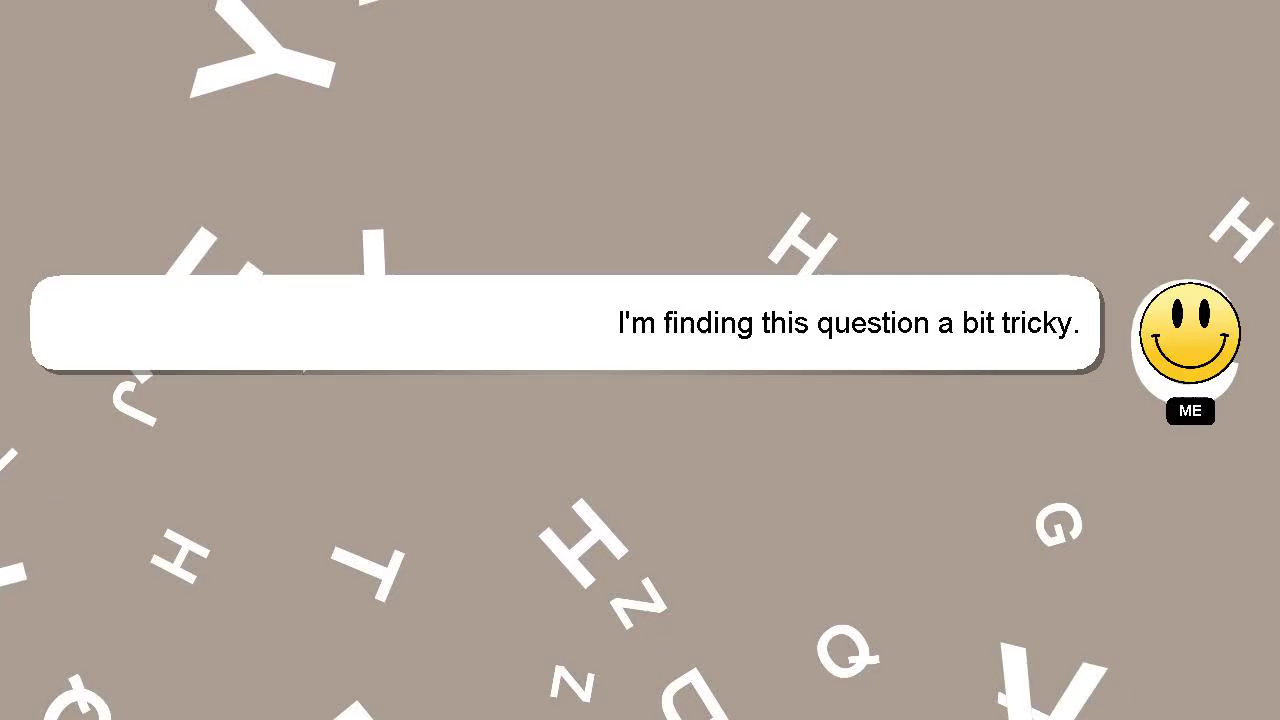 Y
H
H
I'm finding this question a bit tricky.
ME
J
G
H
T
H
Z
Q
Z
D
Q